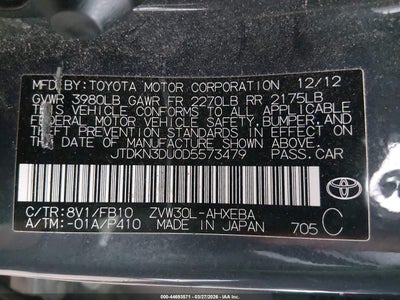 MFD.BY:TOYOTA MOTOR CORPORATION 12/12
GVWR 3980LB GAWR FR 2270LB RR 2175LB
THIS VEHICLE CONFORMS TO ALL APPLICABLE
FEDERAL MOTOR VEHICLE SAFETY, BUMPER,
AND THEFT PREVENTION STANDARDS IN EFFECT
ON THE DATE OF MANUFACTURE SHOWN ABOVE.
JTDKN3DU0D5573479 PASS.CAR
TOYOTA
C/TR:8V1/FB10 ZVW30L-AHXEBA C
A/TM:-01A/P410 MADE IN JAPAN 705
000-44693571 - 03/27/2026 - IAA Inc.